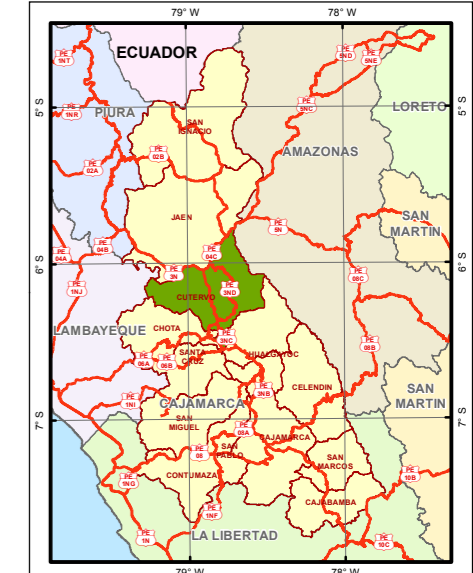 79° W 78° W
ECUADOR
PE 1NT
PE 5ND
PE 5NE
5° S
PE 5NC
5° S
PE 1NR
PIURA
LORETO
SAN IGNACIO
PE 02B
AMAZONAS
PE 02A
JAEN
SAN MARTIN
PE 5N
PE 04B
PE 04C
PE 04A
6° S
PE 3N
6° S
PE 08C
PE 1NJ
CUTERVO
PE 3ND
LAMBAYEQUE
CHOTA
PE 3NC
PE 08B
SANTA CRUZ
HUALGAYOC
PE 06A
PE 06B
CELENDIN
SAN MARTIN
PE 3NB
PE 1NI
CAJAMARCA
7° S
SAN MIGUEL
PE 08A
7° S
CAJAMARCA
PE 08
SAN PABLO
SAN MARCOS
PE 1NG
CONTUMAZA
PE 10B
CAJABAMBA
PE 1NF
PE 1N
LA LIBERTAD
PE 10C
79° W 78° W